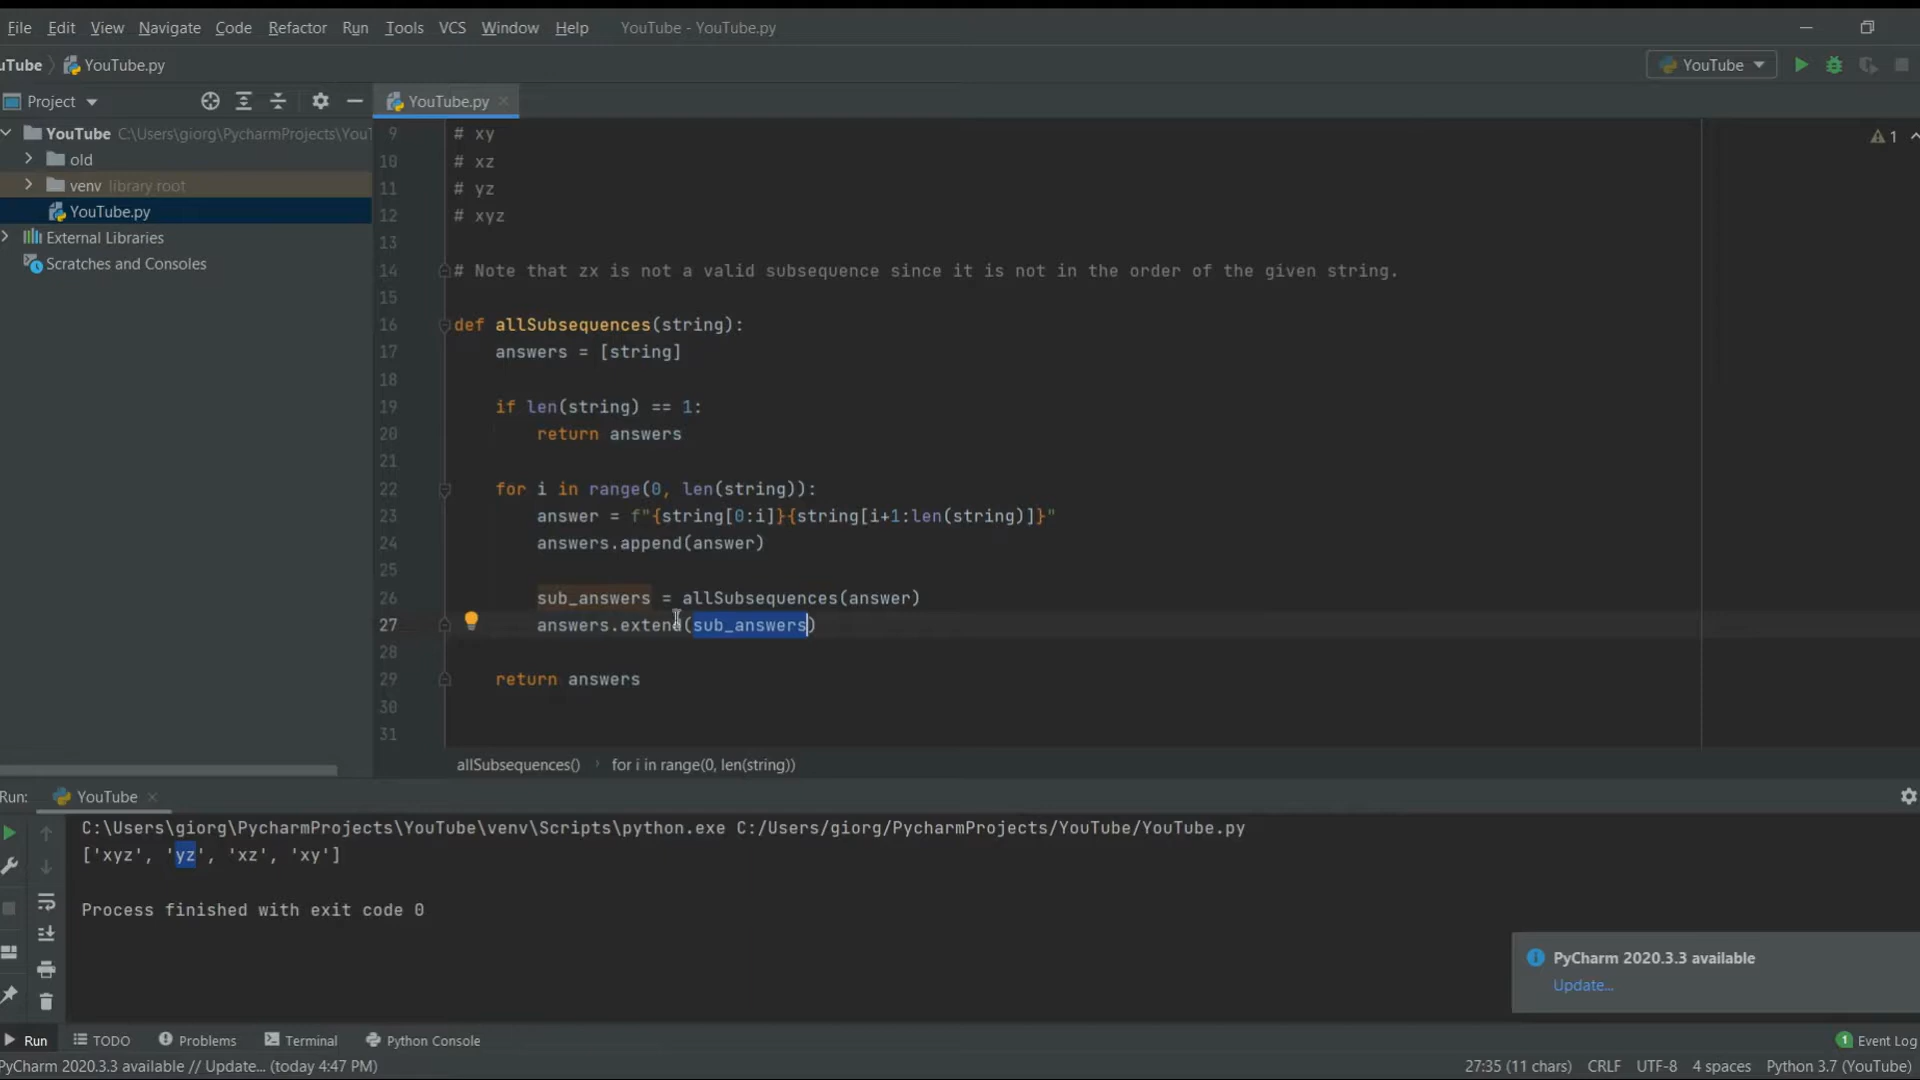 File Edit View Navigate Code Refactor Run Tools VCS Window Help YouTube - YouTube.py
uTube YouTube.py YouTube
Project YouTube.py
YouTube C:\Users\giorg\PycharmProjects\You
old
venv library root
YouTube.py
External Libraries
Scratches and Consoles
1
9 # xy
10 # xz
11 # yz
12 # xyz
13
14 # Note that zx is not a valid subsequence since it is not in the order of the given string.
15
16 def allSubsequences(string):
17 answers = [string]
18
19 if len(string) == 1:
20 return answers
21
22 for i in range(0, len(string)):
23 answer = f"{string[0:i]}{string[i+1:len(string)]}"
24 answers.append(answer)
25
26 sub_answers = allSubsequences(answer)
27 answers.extend(sub_answers)
28
29 return answers
30
31
allSubsequences() › for i in range(0, len(string))
Run: YouTube
C:\Users\giorg\PycharmProjects\YouTube\venv\Scripts\python.exe C:/Users/giorg/PycharmProjects/YouTube/YouTube.py
['xyz', 'yz', 'xz', 'xy']
Process finished with exit code 0
PyCharm 2020.3.3 available
Update...
Run TODO Problems Terminal Python Console 1 Event Log
PyCharm 2020.3.3 available // Update... (today 4:47 PM) 27:35 (11 chars) CRLF UTF-8 4 spaces Python 3.7 (YouTube)